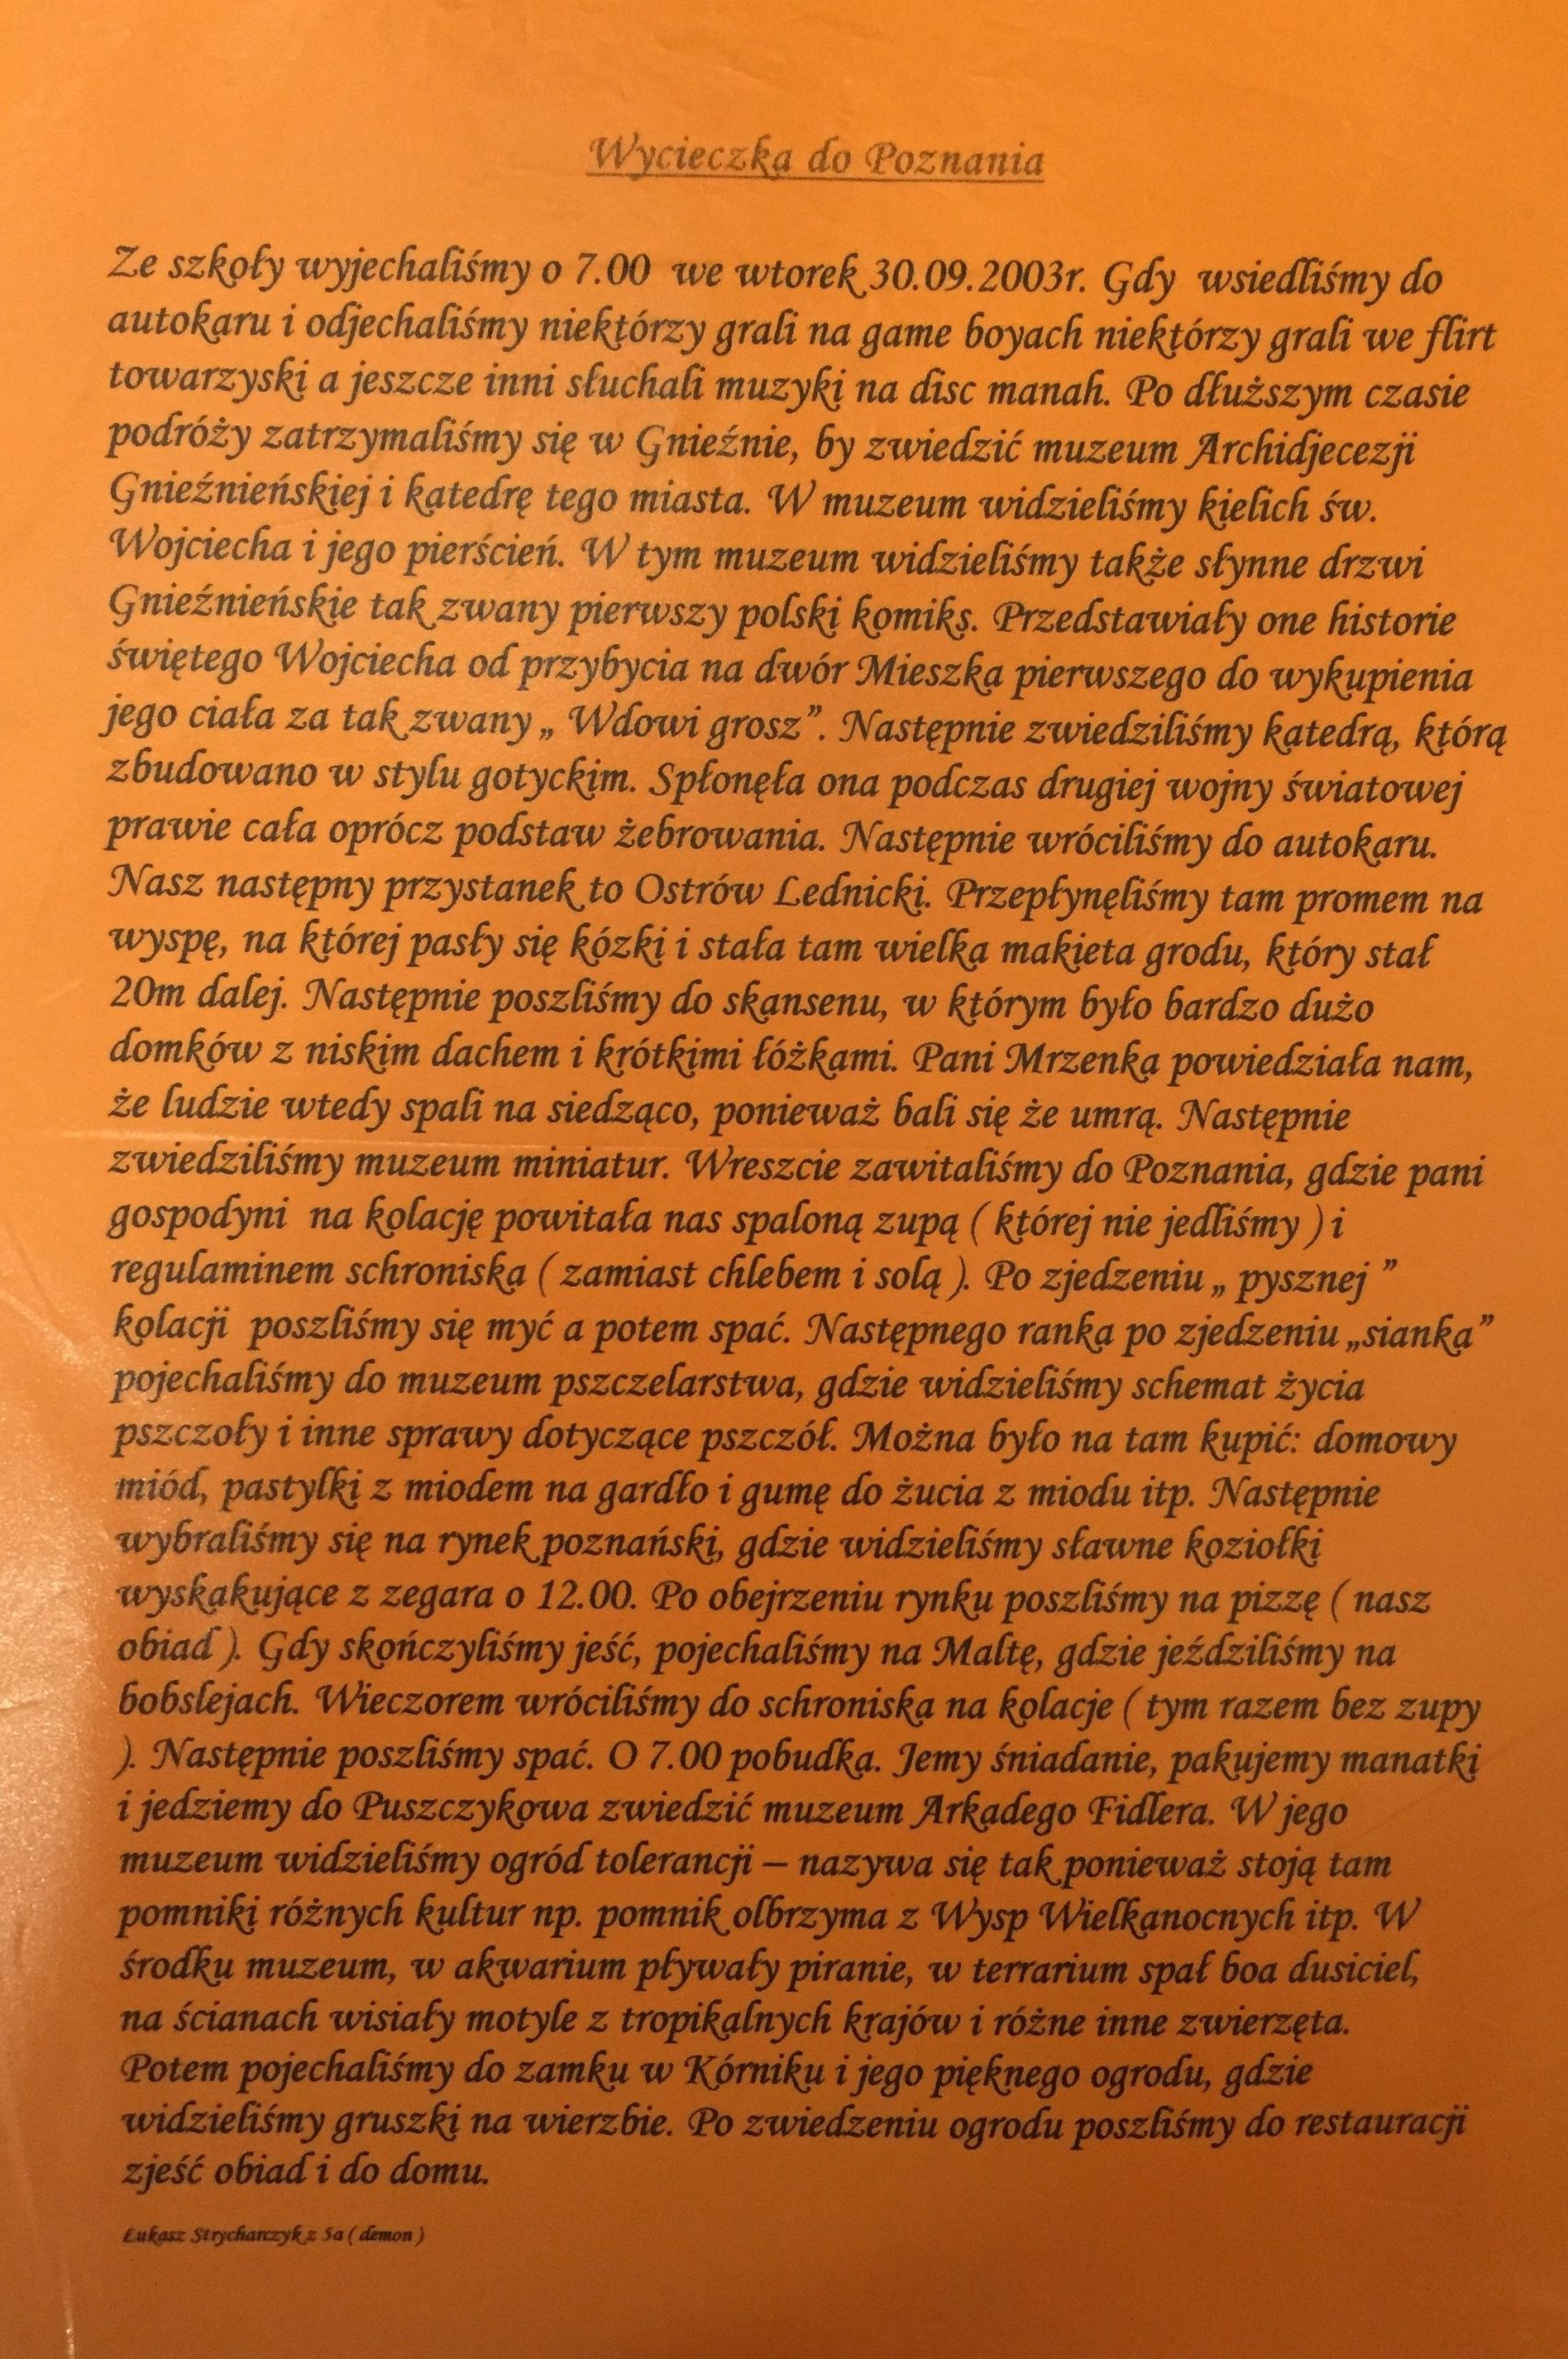 Wycieczka do Poznania
Ze szkoły wyjechaliśmy o 7.00 we wtorek 30.09.2003r. Gdy wsiedliśmy do
autokaru i odjechaliśmy niektórzy grali na game boyach niektórzy grali we flirt
towarzyski a jeszcze inni słuchali muzyki na disc manah. Po dłuższym czasie
podróży zatrzymaliśmy się w Gnieźnie, by zwiedzić muzeum Archidjecezji
Gnieźnieńskiej i katedrę tego miasta. W muzeum widzieliśmy kielich św.
Wojciecha i jego pierścień. W tym muzeum widzieliśmy także słynne drzwi
Gnieźnieńskie tak zwany pierwszy polski komiks. Przedstawiały one historie
świętego Wojciecha od przybycia na dwór Mieszka pierwszego do wykupienia
jego ciała za tak zwany „ Wdowi grosz”. Następnie zwiedziliśmy katedrą, którą
zbudowano w stylu gotyckim. Spłonęła ona podczas drugiej wojny światowej
prawie cała oprócz podstaw żebrowania. Następnie wróciliśmy do autokaru.
Nasz następny przystanek to Ostrów Lednicki. Przepłynęliśmy tam promem na
wyspę, na której pasły się kózki i stała tam wielka makieta grodu, który stał
20m dalej. Następnie poszliśmy do skansenu, w którym było bardzo dużo
domków z niskim dachem i krótkimi łóżkami. Pani Mrzenka powiedziała nam,
że ludzie wtedy spali na siedząco, ponieważ bali się że umrą. Następnie
zwiedziliśmy muzeum miniatur. Wreszcie zawitaliśmy do Poznania, gdzie pani
gospodyni na kolację powitała nas spaloną zupą ( której nie jedliśmy ) i
regulaminem schroniska ( zamiast chlebem i solą ). Po zjedzeniu „ pysznej ”
kolacji poszliśmy się myć a potem spać. Następnego ranka po zjedzeniu „sianka”
pojechaliśmy do muzeum pszczelarstwa, gdzie widzieliśmy schemat życia
pszczoły i inne sprawy dotyczące pszczół. Można było na tam kupić: domowy
miód, pastylki z miodem na gardło i gumę do żucia z miodu itp. Następnie
wybraliśmy się na rynek poznański, gdzie widzieliśmy sławne koziołki
wyskakujące z zegara o 12.00. Po obejrzeniu rynku poszliśmy na pizzę ( nasz
obiad ). Gdy skończyliśmy jeść, pojechaliśmy na Maltę, gdzie jeździliśmy na
bobslejach. Wieczorem wróciliśmy do schroniska na kolacje ( tym razem bez zupy
). Następnie poszliśmy spać. O 7.00 pobudka. Jemy śniadanie, pakujemy manatki
i jedziemy do Puszczykowa zwiedzić muzeum Arkadego Fidlera. W jego
muzeum widzieliśmy ogród tolerancji – nazywa się tak ponieważ stoją tam
pomniki różnych kultur np. pomnik olbrzyma z Wysp Wielkanocnych itp. W
środku muzeum, w akwarium pływały piranie, w terrarium spał boa dusiciel,
na ścianach wisiały motyle z tropikalnych krajów i różne inne zwierzęta.
Potem pojechaliśmy do zamku w Kórniku i jego pięknego ogrodu, gdzie
widzieliśmy gruszki na wierzbie. Po zwiedzeniu ogrodu poszliśmy do restauracji
zjeść obiad i do domu.
Łukasz Strycharczyk z 5a ( demon )